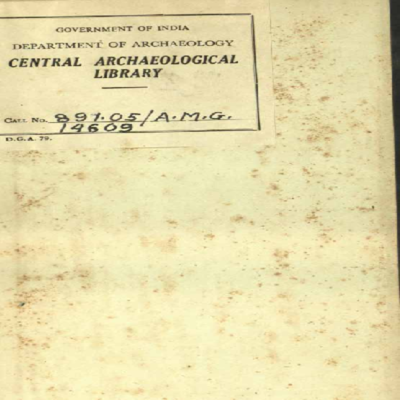 GOVERNMENT OF INDIA
DEPARTMENT OF ARCHAEOLOGY
CENTRAL ARCHAEOLOGICAL
LIBRARY
CALL No. 891.05/A.M.G.
14609
D.G.A. 79.